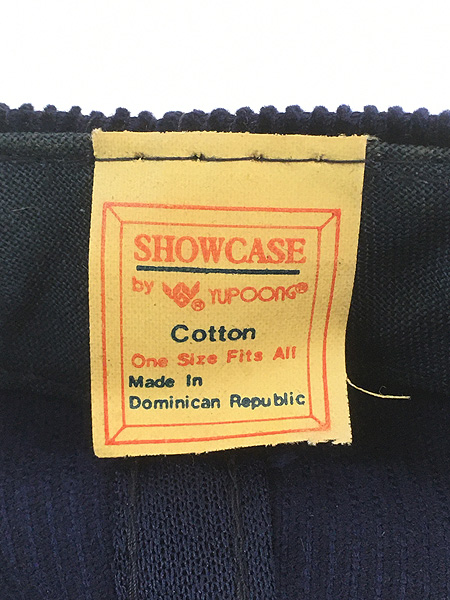 SHOWCASE
by ® YUPOONG®
Cotton
One Size Fits All
Made In
Dominican Republic